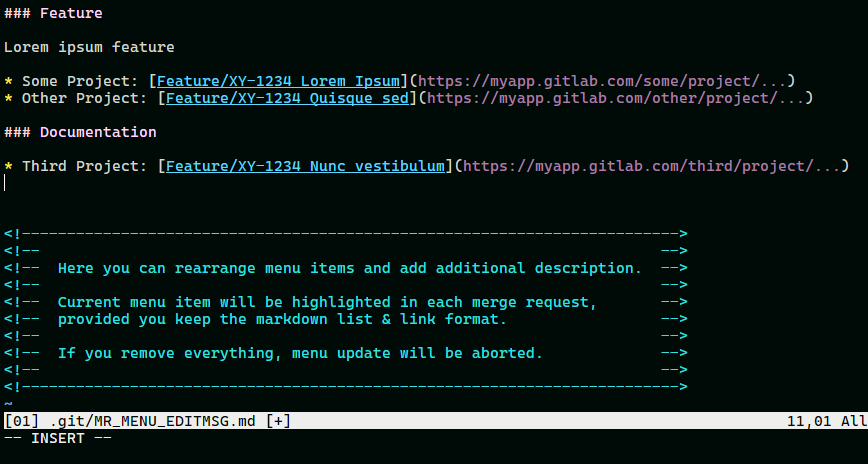 ### Feature
Lorem ipsum feature
* Some Project: [Feature/XY-1234 Lorem Ipsum](https://myapp.gitlab.com/some/project/...)
* Other Project: [Feature/XY-1234 Quisque sed](https://myapp.gitlab.com/other/project/...)
### Documentation
* Third Project: [Feature/XY-1234 Nunc vestibulum](https://myapp.gitlab.com/third/project/...)
<!------------------------------------------------------------------------->
<!--                                                                     -->
<!--  Here you can rearrange menu items and add additional description.  -->
<!--                                                                     -->
<!--  Current menu item will be highlighted in each merge request,       -->
<!--  provided you keep the markdown list & link format.                 -->
<!--                                                                     -->
<!--  If you remove everything, menu update will be aborted.             -->
<!--                                                                     -->
<!------------------------------------------------------------------------->
~
[01] .git/MR_MENU_EDITMSG.md [+] 11,01 All
-- INSERT --